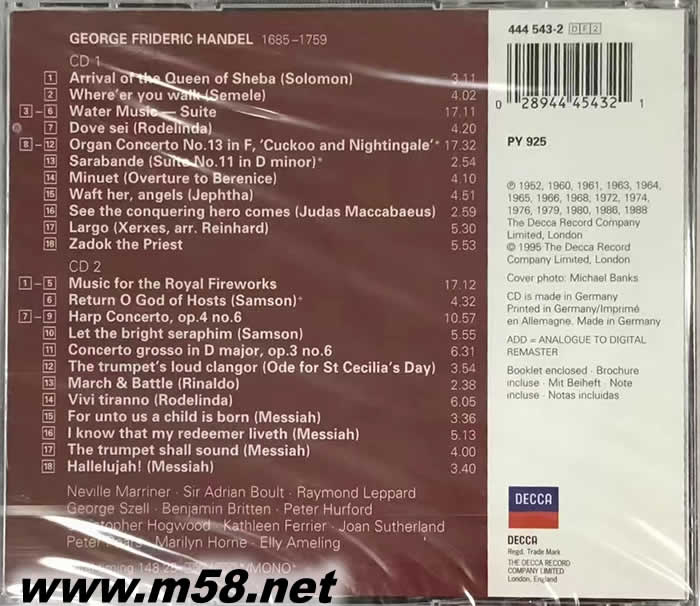 GEORGE FRIDERIC HANDEL 1685–1759
CD 1
1 Arrival of the Queen of Sheba (Solomon) 3.11
2 Where'er you walk (Semele) 4.02
3 – 6 Water Music – Suite 17.11
7 Dove sei (Rodelinda) 4.20
8 – 12 Organ Concerto No.13 in F, 'Cuckoo and Nightingale'* 17.32
13 Sarabande (Suite No.11 in D minor)* 2.54
14 Minuet (Overture to Berenice) 4.10
15 Waft her, angels (Jephtha) 4.51
16 See the conquering hero comes (Judas Maccabaeus) 2.59
17 Largo (Xerxes, arr. Reinhard) 5.30
18 Zadok the Priest 5.53
CD 2
1 – 5 Music for the Royal Fireworks 17.12
6 Return O God of Hosts (Samson)* 4.32
7 – 9 Harp Concerto, op.4 no.6 10.57
10 Let the bright seraphim (Samson) 5.55
11 Concerto grosso in D major, op.3 no.6 6.31
12 The trumpet's loud clangor (Ode for St Cecilia's Day) 3.54
13 March & Battle (Rinaldo) 2.38
14 Vivi tiranno (Rodelinda) 6.05
15 For unto us a child is born (Messiah) 3.36
16 I know that my redeemer liveth (Messiah) 5.13
17 The trumpet shall sound (Messiah) 4.00
18 Hallelujah! (Messiah) 3.40
Neville Marriner · Sir Adrian Boult · Raymond Leppard
George Szell · Benjamin Britten · Peter Hurford
Christopher Hogwood · Kathleen Ferrier · Joan Sutherland
Peter Pears · Marilyn Horne · Elly Ameling
MONO*
www.m58.net
444 543-2 D F 2
0 28944 45432 1
PY 925
℗ 1952, 1960, 1961, 1963, 1964,
1965, 1966, 1968; 1972, 1974,
1976, 1979, 1980, 1986, 1988
The Decca Record Company
Limited, London
© 1995 The Decca Record
Company Limited, London
Cover photo: Michael Banks
CD is made in Germany
Printed in Germany/Imprimé
en Allemagne. Made in Germany
ADD = ANALOGUE TO DIGITAL
REMASTER
Booklet enclosed · Brochure
incluse · Mit Beiheft · Note
incluse · Notas incluidas
DECCA
DECCA
Regd. Trade Mark
THE DECCA RECORD
COMPANY LIMITED
London, England